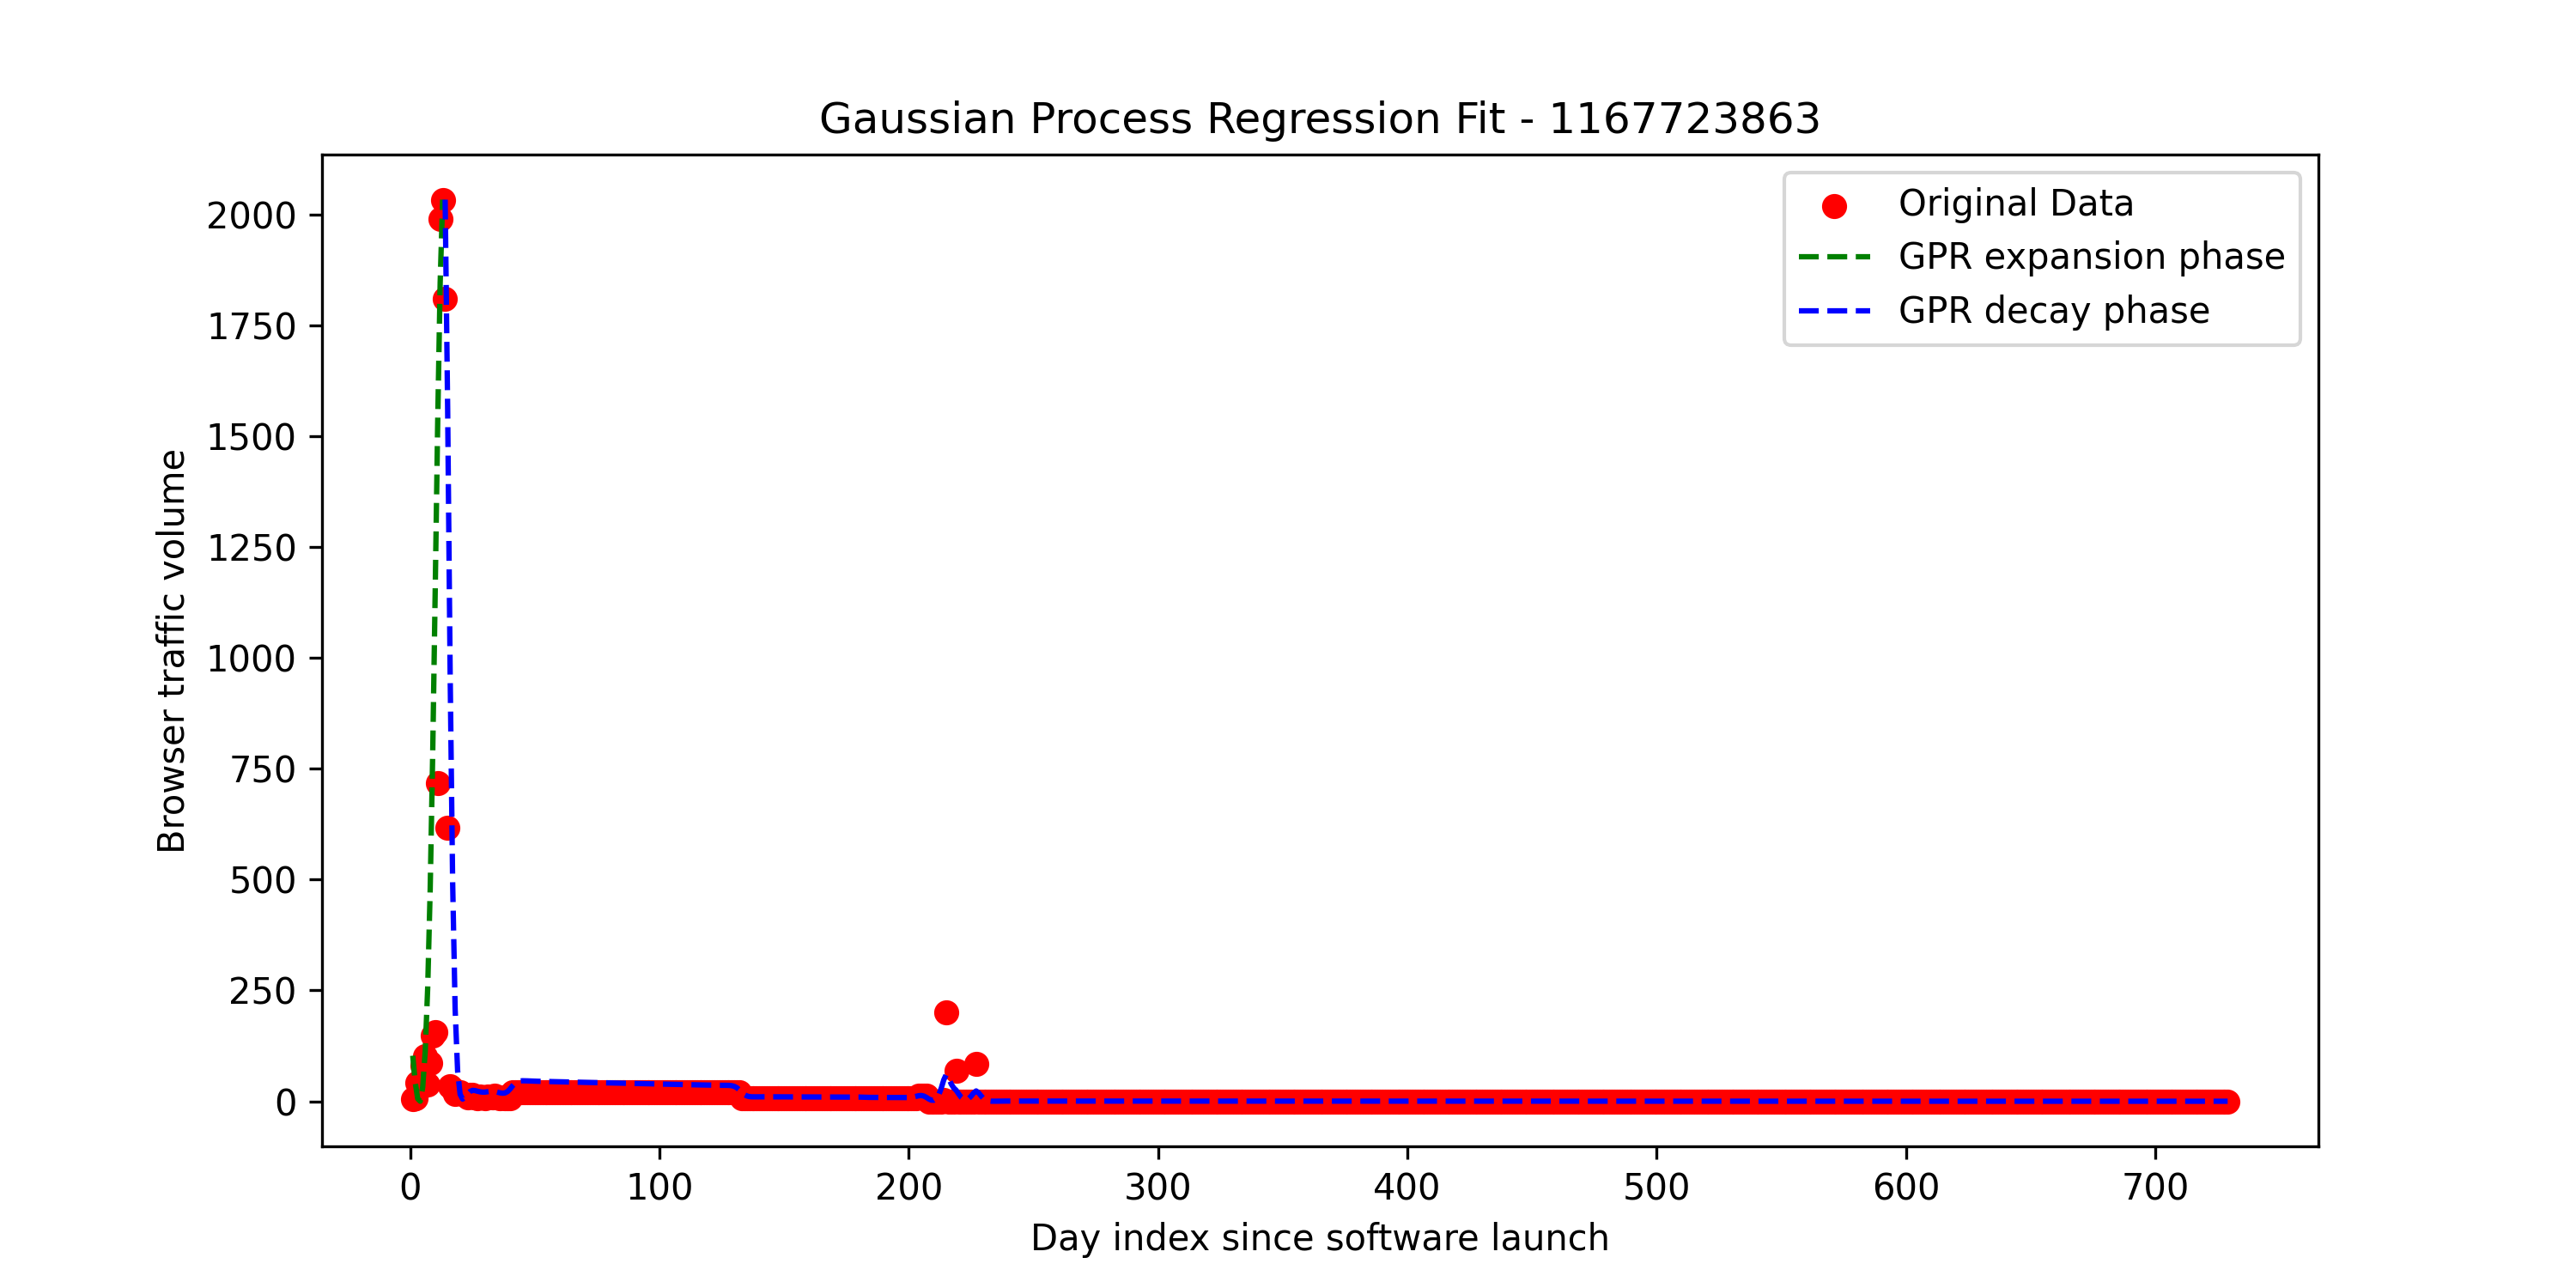 Gaussian Process Regression Fit - 1167723863
Original Data
GPR expansion phase
GPR decay phase
Browser traffic volume
2000
1750
1500
1250
1000
750
500
250
0
0 100 200 300 400 500 600 700
Day index since software launch